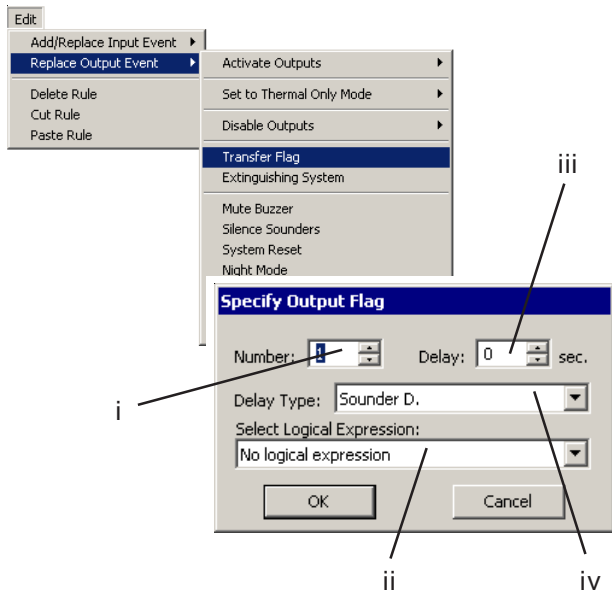 Edit
Add/Replace Input Event
Replace Output Event
Delete Rule
Cut Rule
Paste Rule
Activate Outputs
Set to Thermal Only Mode
Disable Outputs
Transfer Flag
Extinguishing System
Mute Buzzer
Silence Sounders
System Reset
Night Mode
iii
Specify Output Flag
Number: 1 Delay: 0 sec.
i
Delay Type: Sounder D.
Select Logical Expression:
No logical expression
OK Cancel
ii iv